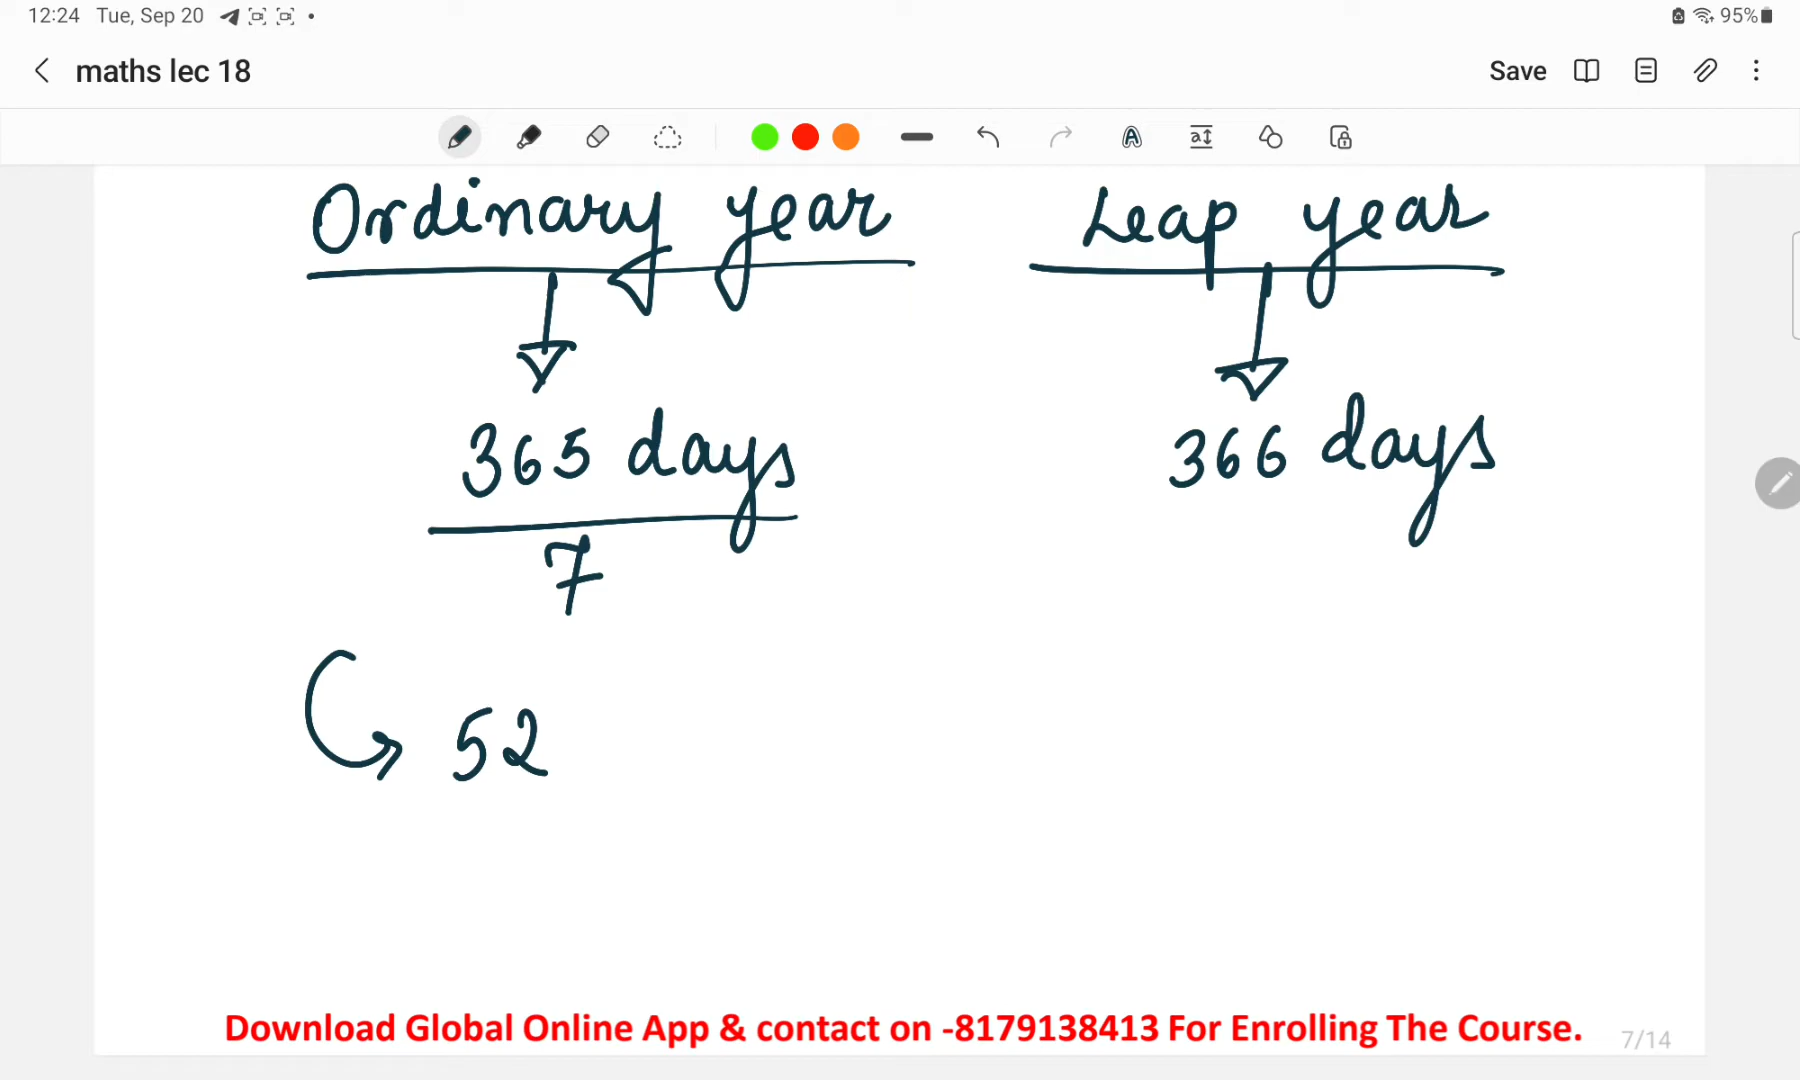 12:24 Tue, Sep 20 95%
maths lec 18 Save
Ordinary year Leap year
365 days 366 days
7
52
Download Global Online App & contact on -8179138413 For Enrolling The Course.
7/14